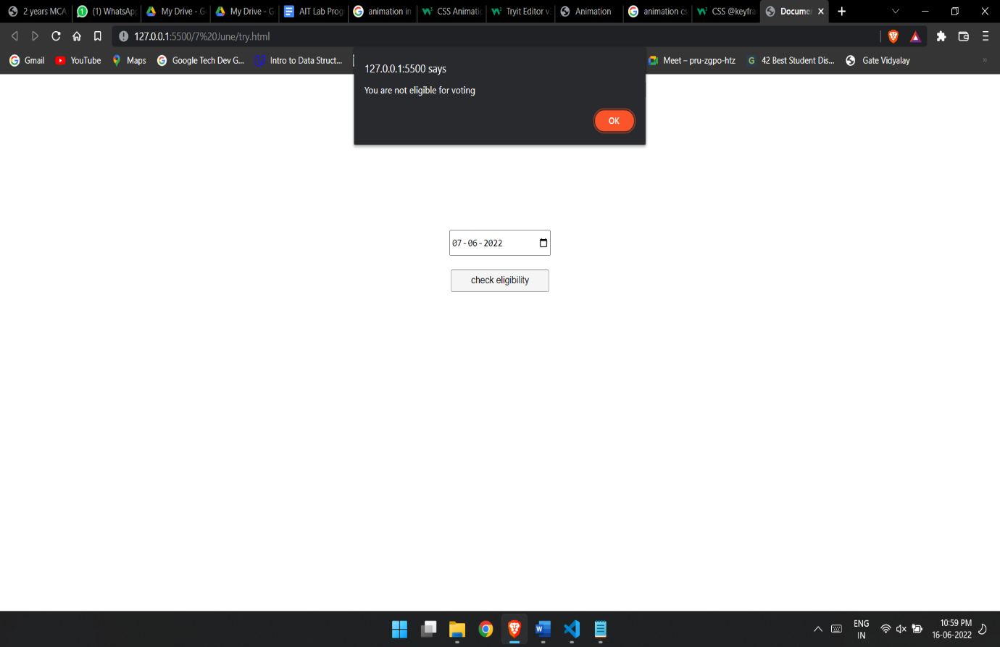 2 years MCA
(1) WhatsApp
My Drive - G
My Drive - G
AIT Lab Prog
animation in
CSS Animatic
Tryit Editor v
Animation
animation cs
CSS @keyfra
Docume
127.0.0.1:5500/7%20June/try.html
Gmail
YouTube
Maps
Google Tech Dev G...
Intro to Data Struct...
Meet – pru-zgpo-htz
G
42 Best Student Dis...
Gate Vidyalay
»
127.0.0.1:5500 says
You are not eligible for voting
OK
07-06-2022
check eligibility
ENG
IN
10:59 PM
16-06-2022